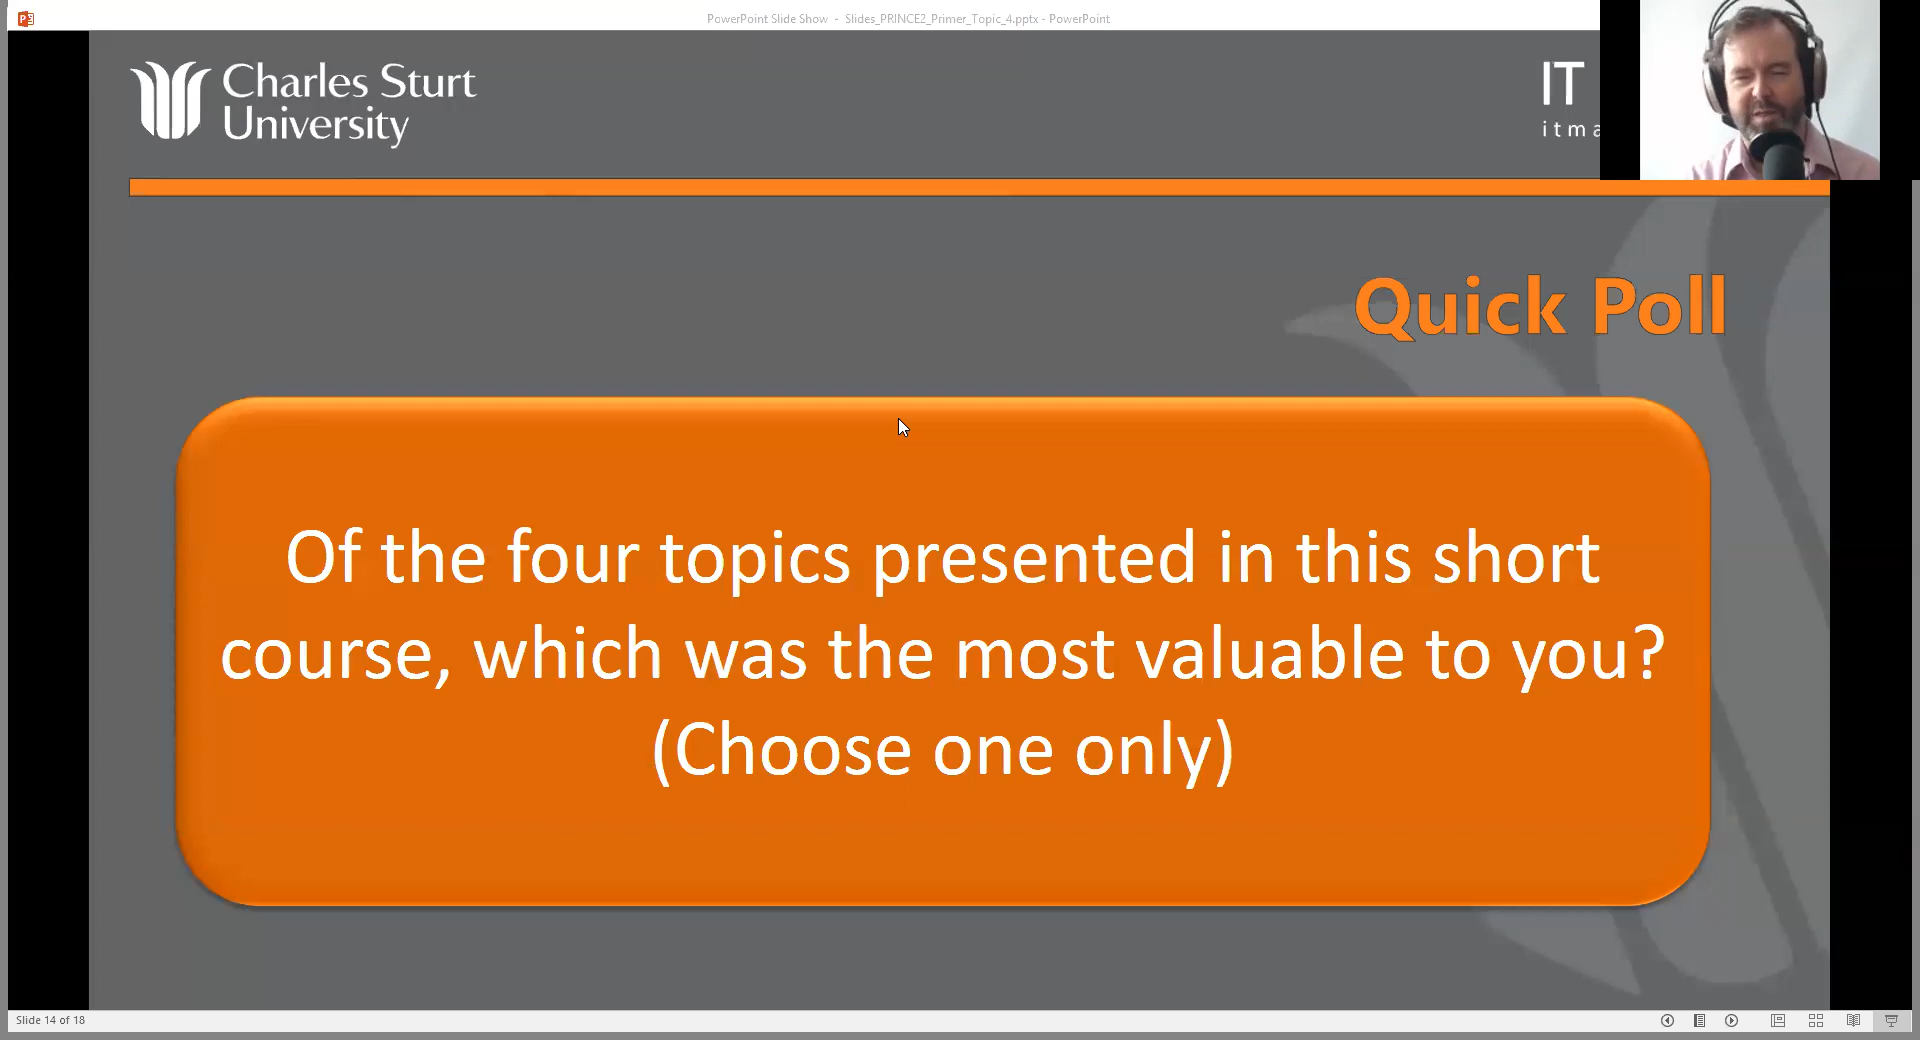 PowerPoint Slide Show - Slides_PRINCE2_Primer_Topic_4.pptx - PowerPoint
Charles Sturt
University
IT
itma
Quick Poll
Of the four topics presented in this short
course, which was the most valuable to you?
(Choose one only)
Slide 14 of 18